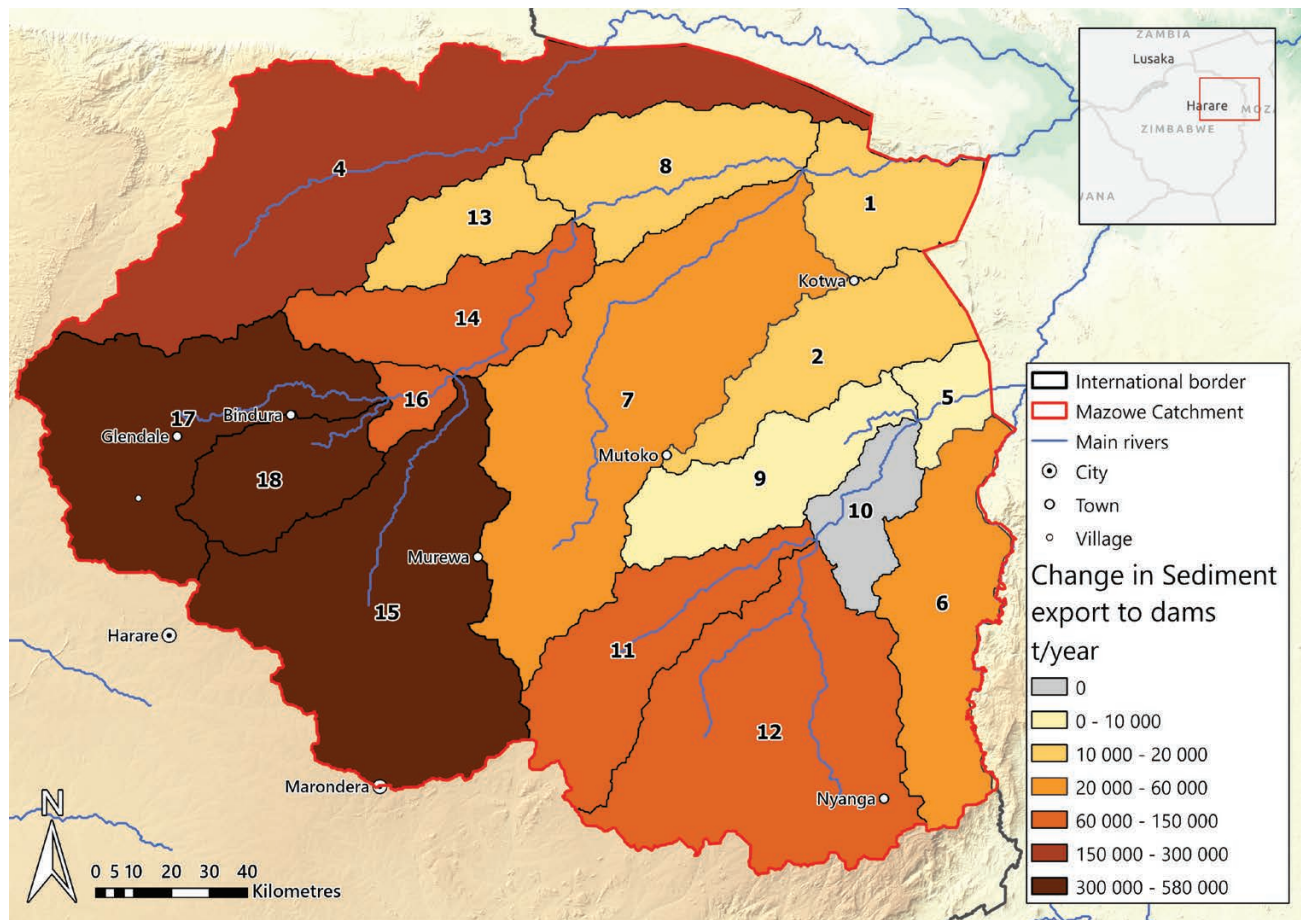 ZAMBIA
Lusaka
Harare
MOZA
ZIMBABWE
WANA
4
8
13
1
Kotwa
14
2
16
7
5
17
Bindura
Glendale
Mutoko
18
9
10
Murewa
15
6
Harare
11
12
Marondera
Nyanga
N
0 5 10 20 30 40
Kilometres
International border
Mazowe Catchment
Main rivers
City
Town
Village
Change in Sediment
export to dams
t/year
0
0 - 10 000
10 000 - 20 000
20 000 - 60 000
60 000 - 150 000
150 000 - 300 000
300 000 - 580 000